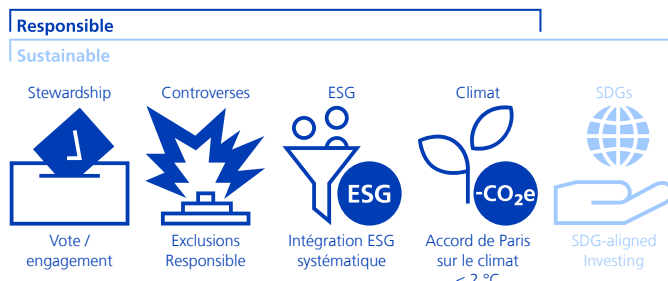 Responsible
Sustainable
Stewardship
Controverses
ESG
Climat
SDGs
ESG
-CO₂e
Vote /
engagement
Exclusions
Responsible
Intégration ESG
systématique
Accord de Paris
sur le climat
< 2 °C
SDG-aligned
Investing